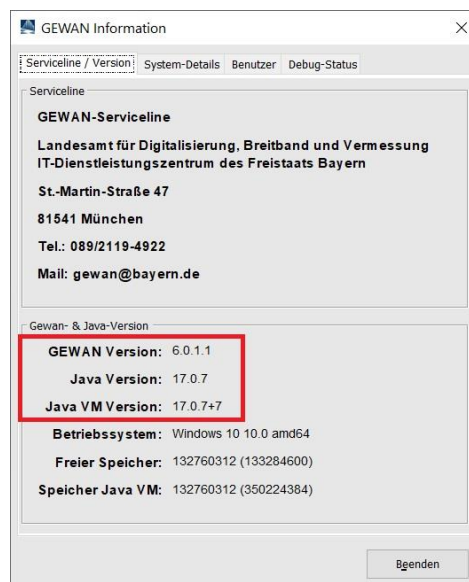 GEWAN Information
Serviceline / Version System-Details Benutzer Debug-Status
Serviceline
GEWAN-Serviceline
Landesamt für Digitalisierung, Breitband und Vermessung
IT-Dienstleistungszentrum des Freistaats Bayern
St.-Martin-Straße 47
81541 München
Tel.: 089/2119-4922
Mail: gewan@bayern.de
Gewan- & Java-Version
GEWAN Version: 6.0.1.1
Java Version: 17.0.7
Java VM Version: 17.0.7+7
Betriebssystem: Windows 10 10.0 amd64
Freier Speicher: 132760312 (133284600)
Speicher Java VM: 132760312 (350224384)
Beenden